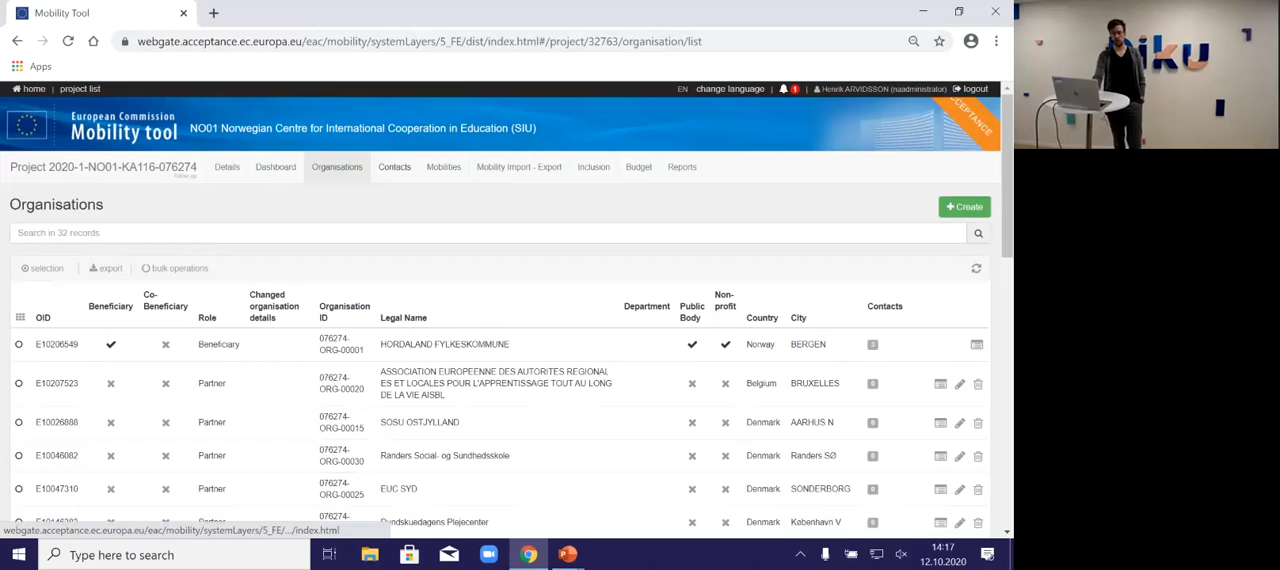 Mobility Tool
webgate.acceptance.ec.europa.eu/eac/mobility/systemLayers/5_FE/dist/index.html#/project/32763/organisation/list
Apps
home | project list
EN change language | 1 | Henrik ARVIDSSON (naadministrator) logout
European Commission
Mobility tool
NO01 Norwegian Centre for International Cooperation in Education (SIU)
ACCEPTANCE
Project 2020-1-NO01-KA116-076274 Details Dashboard Organisations Contacts Mobilities Mobility Import - Export Inclusion Budget Reports
follow up
Organisations
+ Create
Search in 32 records
selection | export | bulk operations
OID Beneficiary Co-Beneficiary Role Changed organisation details Organisation ID Legal Name Department Public Body Non-profit Country City Contacts
E10206549 Beneficiary 076274-ORG-00001 HORDALAND FYLKESKOMMUNE Norway BERGEN 3
E10207523 Partner 076274-ORG-00020 ASSOCIATION EUROPEENNE DES AUTORITES REGIONALES ET LOCALES POUR L'APPRENTISSAGE TOUT AU LONG DE LA VIE AISBL Belgium BRUXELLES 0
E10026888 Partner 076274-ORG-00015 SOSU OSTJYLLAND Denmark AARHUS N 0
E10046082 Partner 076274-ORG-00030 Randers Social- og Sundhedsskole Denmark Randers SØ 0
E10047310 Partner 076274-ORG-00025 EUC SYD Denmark SONDERBORG 0
Partner 076274- Denmark København V 0
webgate.acceptance.ec.europa.eu/eac/mobility/systemLayers/5_FE/.../index.html
Type here to search
14:17
12.10.2020